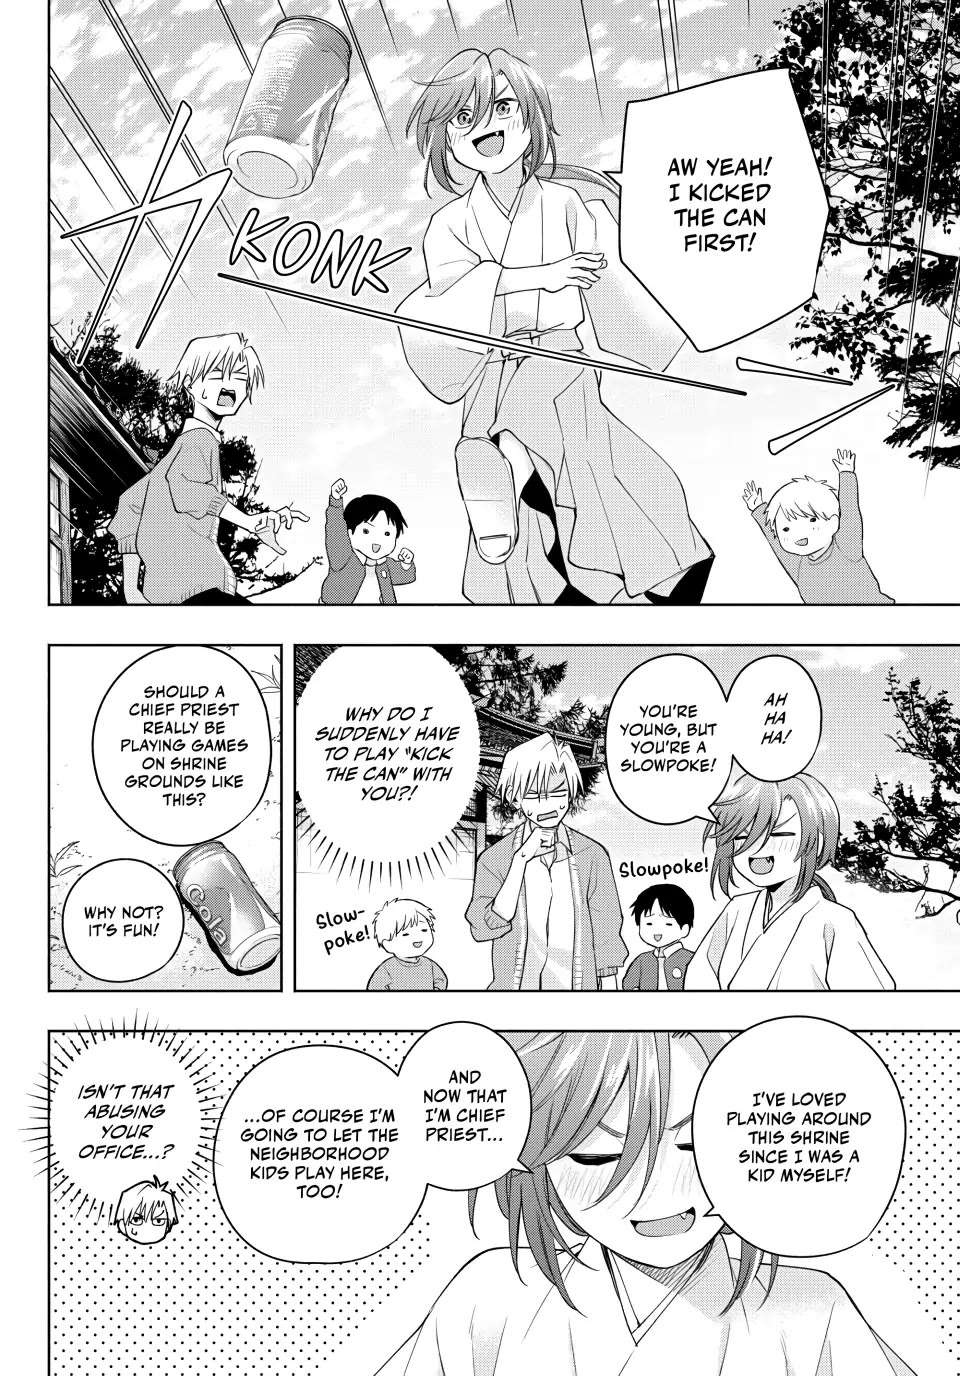 AW YEAH!
I KICKED
THE CAN
FIRST!
カーン
KONK
AH
HA
HA!
YOU'RE
YOUNG, BUT
YOU'RE A
SLOWPOKE!
Slowpoke!
WHY DO I
SUDDENLY HAVE
TO PLAY "KICK
THE CAN" WITH
YOU?!
Slow-
poke!
SHOULD A
CHIEF PRIEST
REALLY BE
PLAYING GAMES
ON SHRINE
GROUNDS LIKE
THIS?
WHY NOT?
IT'S FUN!
Cola
I'VE LOVED
PLAYING AROUND
THIS SHRINE
SINCE I WAS A
KID MYSELF!
AND
NOW THAT
I'M CHIEF
PRIEST...
...OF COURSE I'M
GOING TO LET THE
NEIGHBORHOOD
KIDS PLAY HERE,
TOO!
ISN'T THAT
ABUSING
YOUR
OFFICE...?